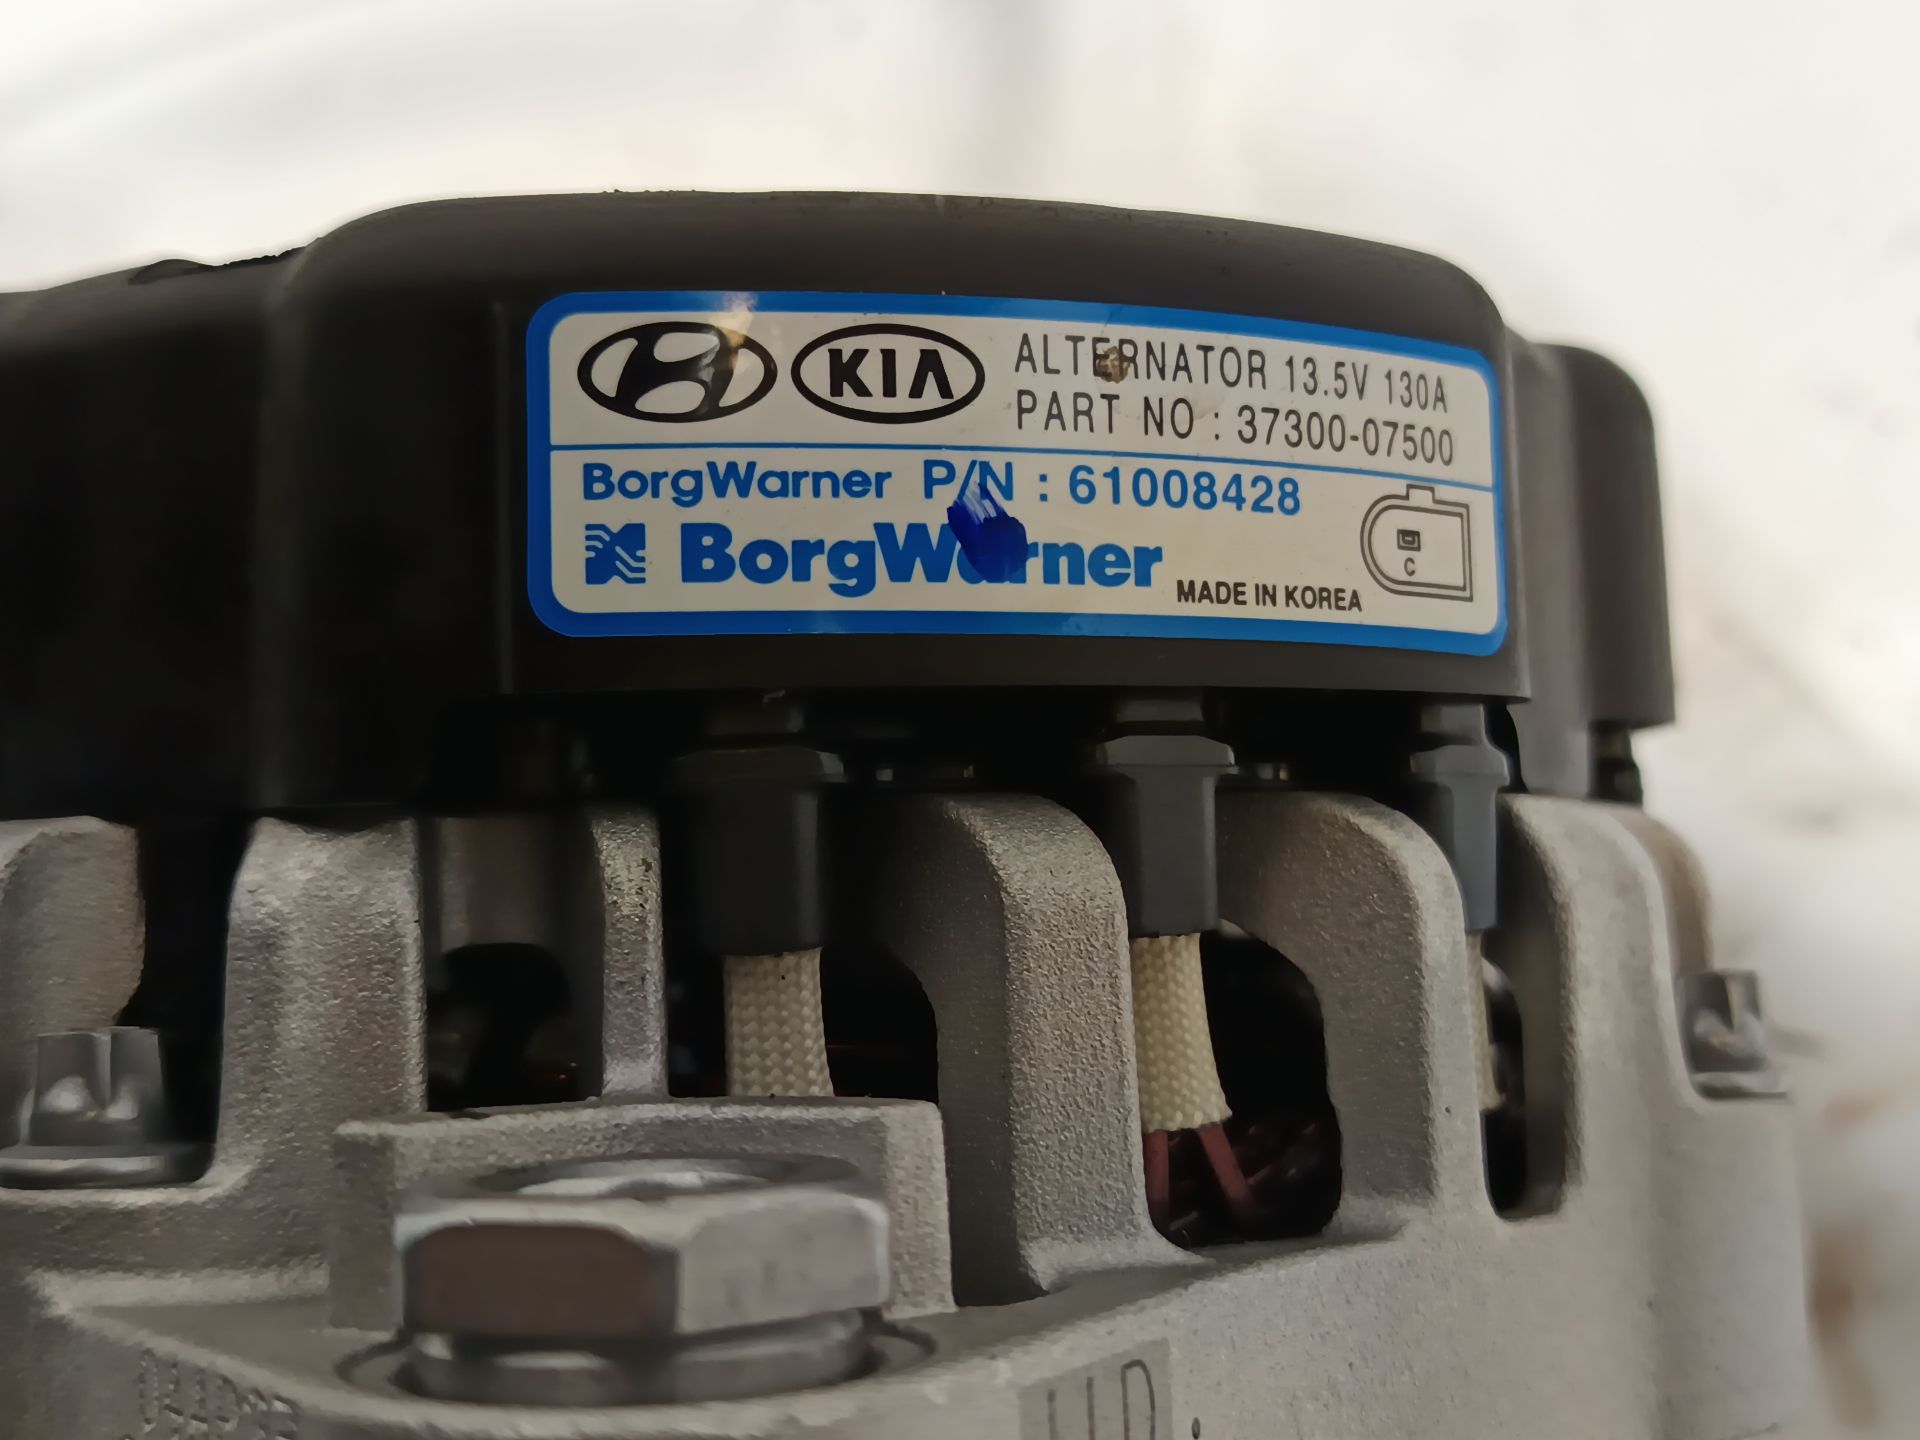 KIA
ALTERNATOR 13.5V 130A
PART NO : 37300-07500
BorgWarner P/N : 61008428
BorgWarner
MADE IN KOREA
C